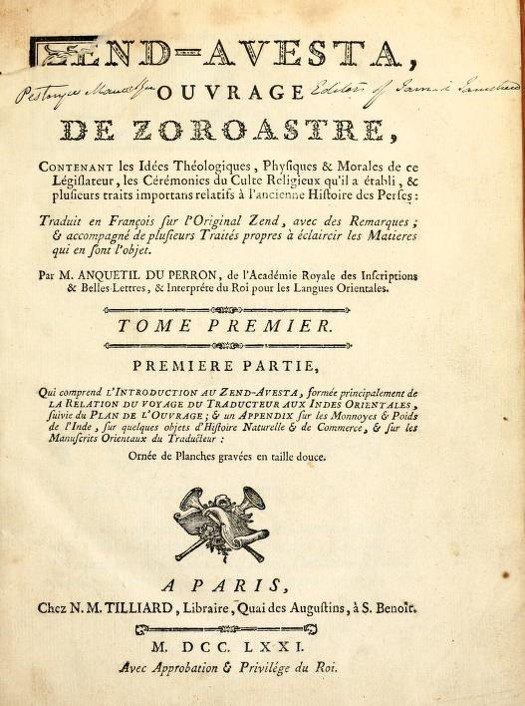 ZEND-AVESTA,
OUVRAGE
Editors of Jam-i Jamshed
DE ZOROASTRE,
CONTENANT les Idées Théologiques, Phyſiques & Morales de ce
Légiſlateur, les Cérémonies du Culte Religieux qu'il a établi, &
pluſieurs traits importans relatifs à l'ancienne Hiſtoire des Perſes:
Traduit en François ſur l'Original Zend, avec des Remarques;
& accompagné de pluſieurs Traités propres à éclaircir les Matieres
qui en ſont l'objet.
Par M. ANQUETIL DU PERRON, de l'Académie Royale des Inſcriptions
& Belles-Lettres, & Interpréte du Roi pour les Langues Orientales.
TOME PREMIER.
PREMIERE PARTIE,
Qui comprend L'INTRODUCTION AU ZEND-AVESTA, formée principalement de
LA RELATION DU VOYAGE DU TRADUCTEUR AUX INDES ORIENTALES,
ſuivie du PLAN DE L'OUVRAGE; & un APPENDIX ſur les Monnoyes & Poids
de l'Inde, ſur quelques objets d'Hiſtoire Naturelle & de Commerce, & ſur les
Manuſcrits Orientaux du Traducteur:
Ornée de Planches gravées en taille douce.
A PARIS,
Chez N. M. TILLIARD, Libraire, Quai des Auguſtins, à S. Benoît.
M. DCC. LXXI.
Avec Approbation & Privilége du Roi.